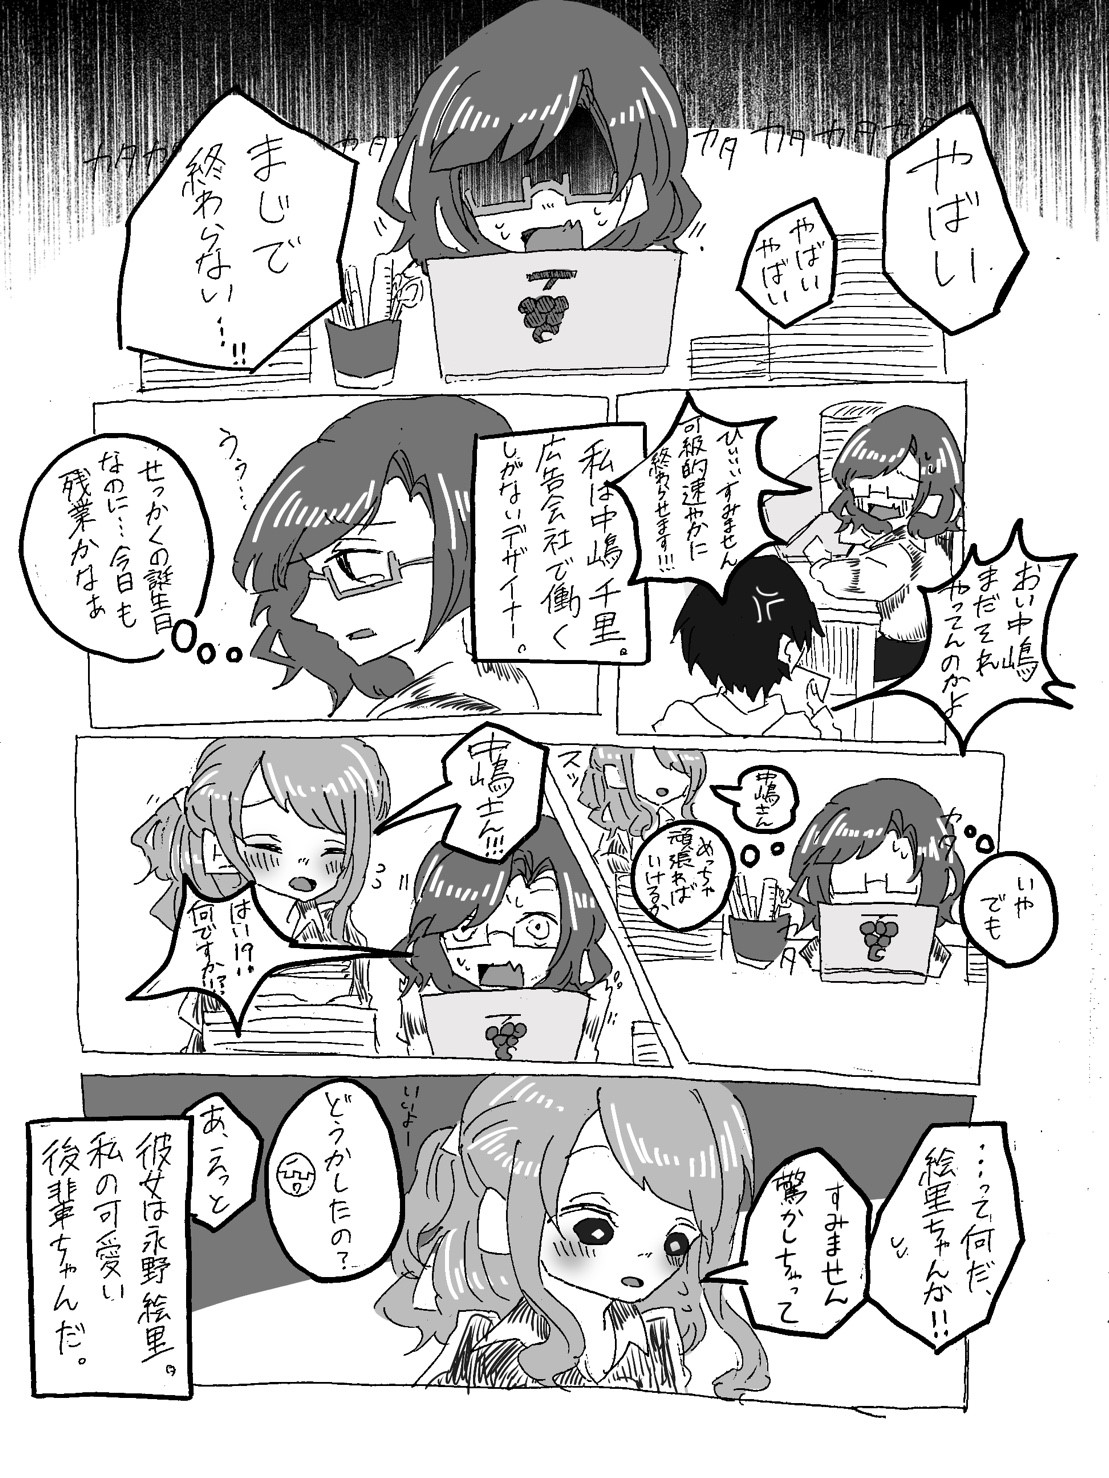 やばい
やばい
やばい
カタカタカタカタ
カタカタ
まじで
終わらない…!!
おい中嶋
まだそれ
やってんのかよ
ひぃぃぃすみません
可級的速やかに
終わらせます!!!
私は中嶋千里。
広告会社で働く
しがないデザイナー。
うぅ…
せっかくの誕生日
なのに…今日も
残業かなぁ
いや
でも
カタ
カタ
めっちゃ
頑張れば
いけるか
中嶋さん
スッ
中嶋さん!!!
はい!?
何ですか!?
……って何だ、
絵里ちゃんか!!
すみません
驚かしちゃって
いいよー
どうかしたの?
あ、えっと
彼女は永野絵里。
私の可愛い
後輩ちゃんだ。